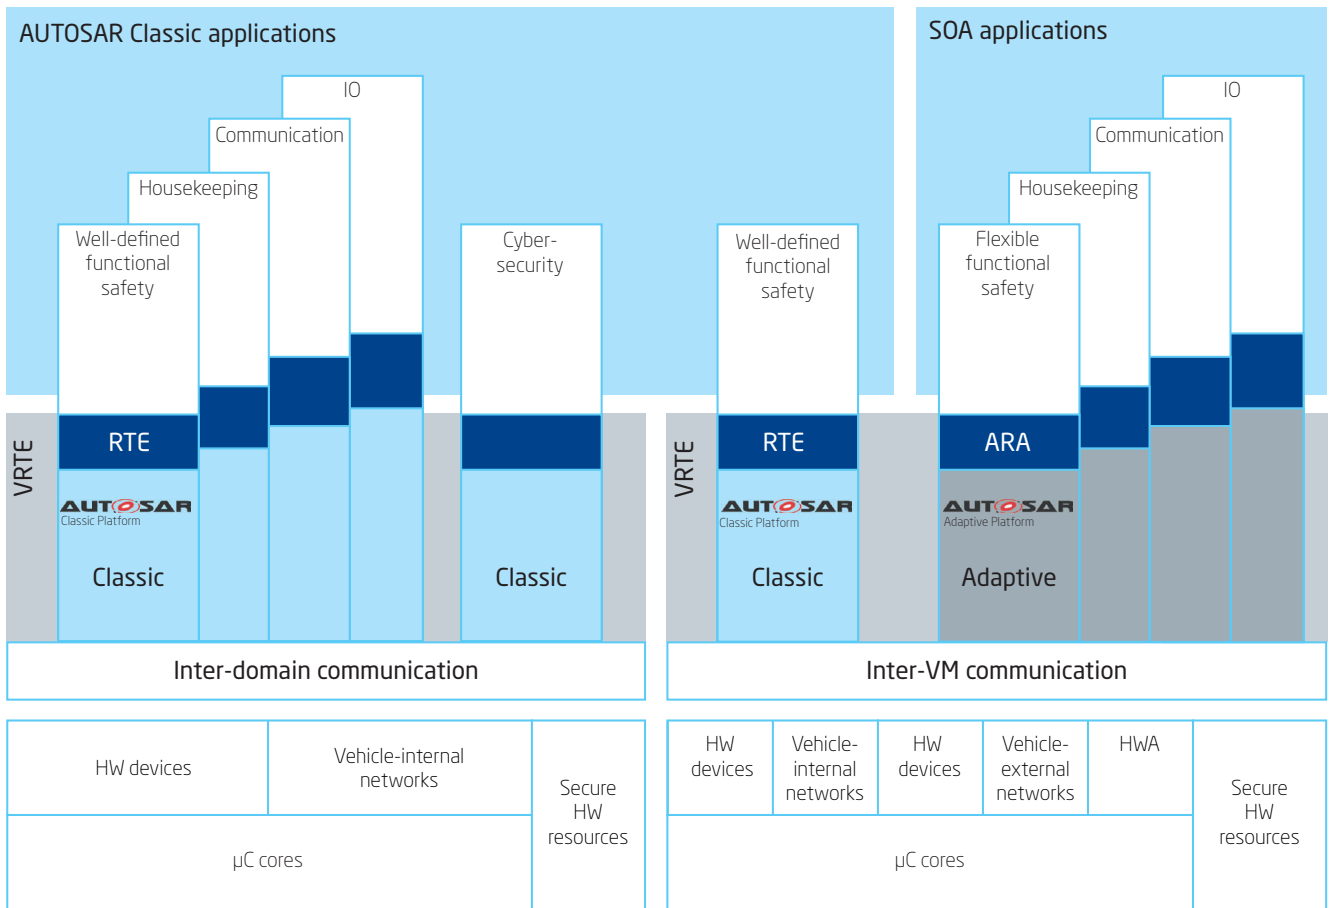 AUTOSAR Classic applications
SOA applications
IO
Communication
Housekeeping
Well-defined
functional
safety
Cyber-
security
Well-defined
functional
safety
IO
Communication
Housekeeping
Flexible
functional
safety
VRTE
RTE
AUTOSAR
Classic Platform
Classic
Classic
VRTE
RTE
AUTOSAR
Classic Platform
Classic
ARA
AUTOSAR
Adaptive Platform
Adaptive
Inter-domain communication
Inter-VM communication
HW devices
Vehicle-internal
networks
Secure
HW
resources
µC cores
HW
devices
Vehicle-
internal
networks
HW
devices
Vehicle-
external
networks
HWA
Secure
HW
resources
µC cores